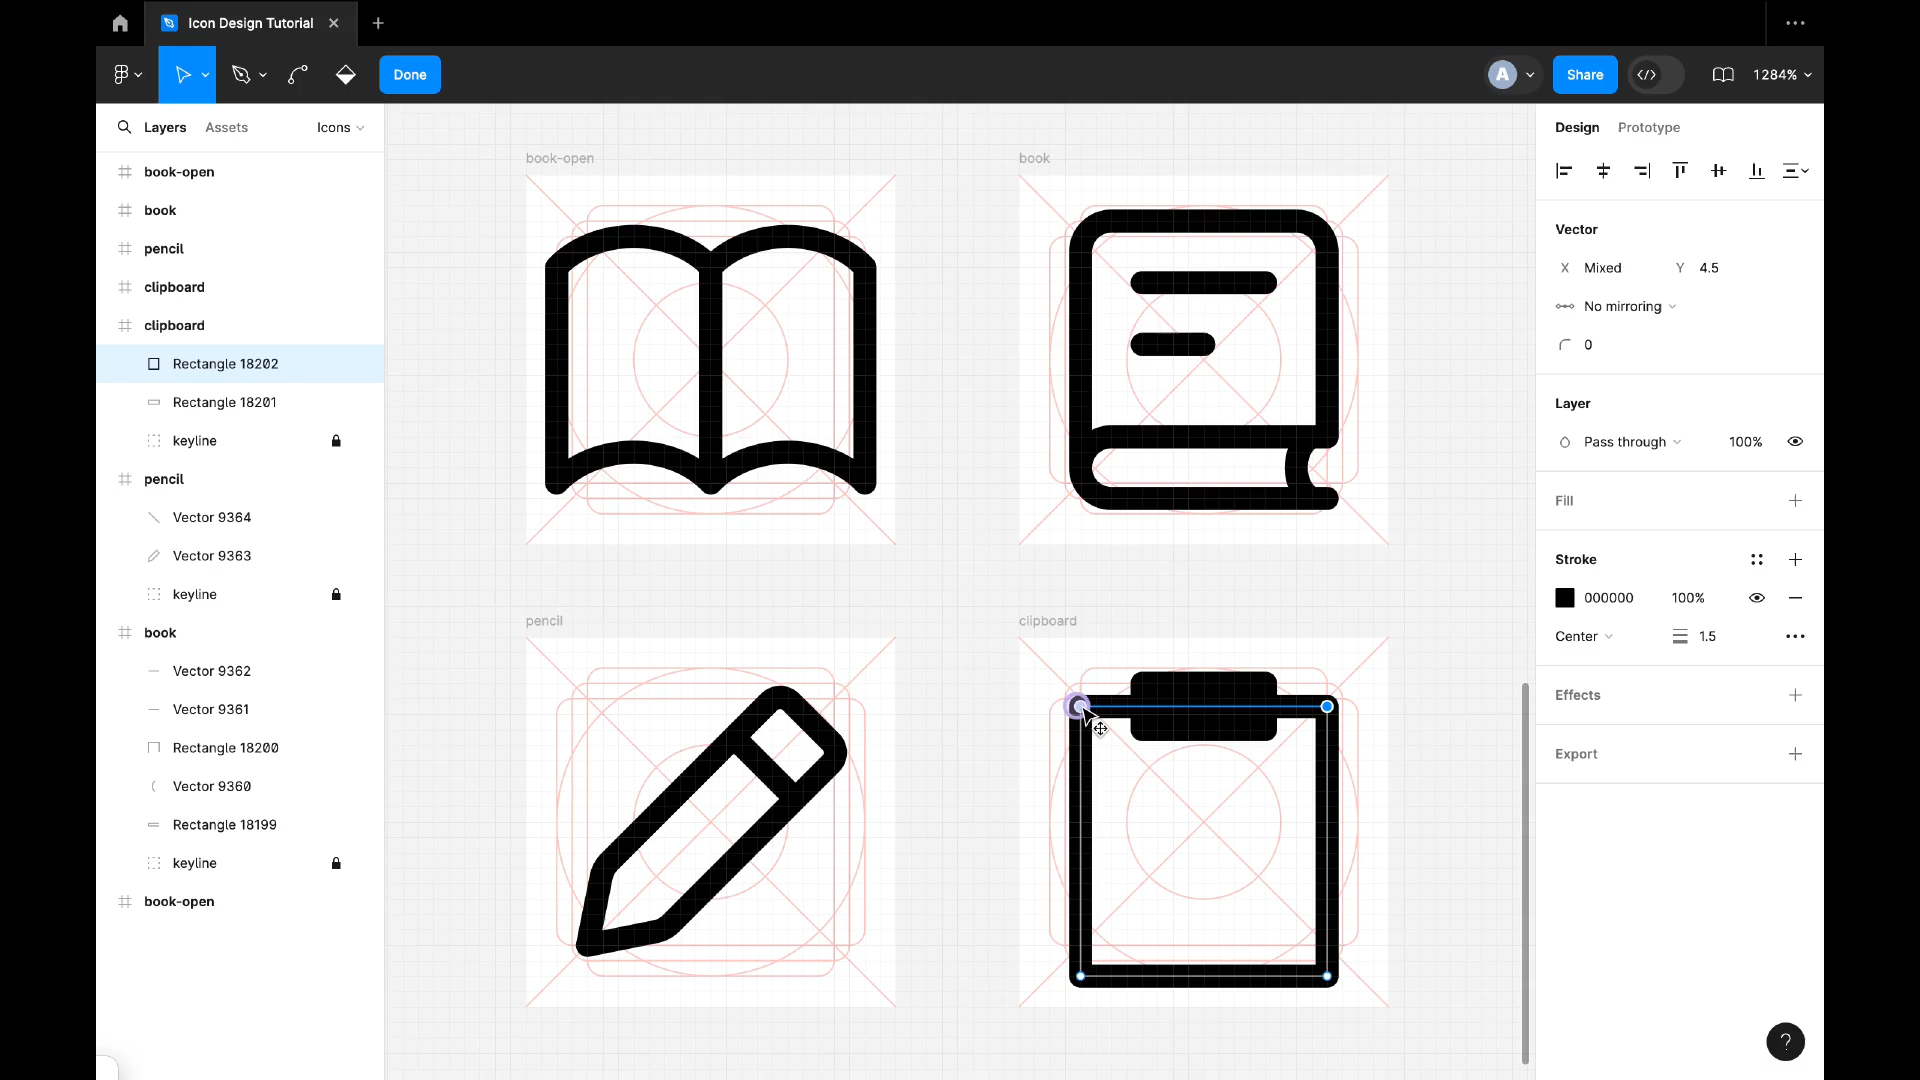 Icon Design Tutorial
Done
A
Share
1284%
Layers
Assets
Icons
book-open
book
pencil
clipboard
clipboard
Rectangle 18202
Rectangle 18201
keyline
pencil
Vector 9364
Vector 9363
keyline
book
Vector 9362
Vector 9361
Rectangle 18200
Vector 9360
Rectangle 18199
keyline
book-open
book-open
book
pencil
clipboard
Design
Prototype
Vector
X Mixed Y 4.5
No mirroring
0
Layer
Pass through 100%
Fill
Stroke
000000 100%
Center 1.5
Effects
Export
?